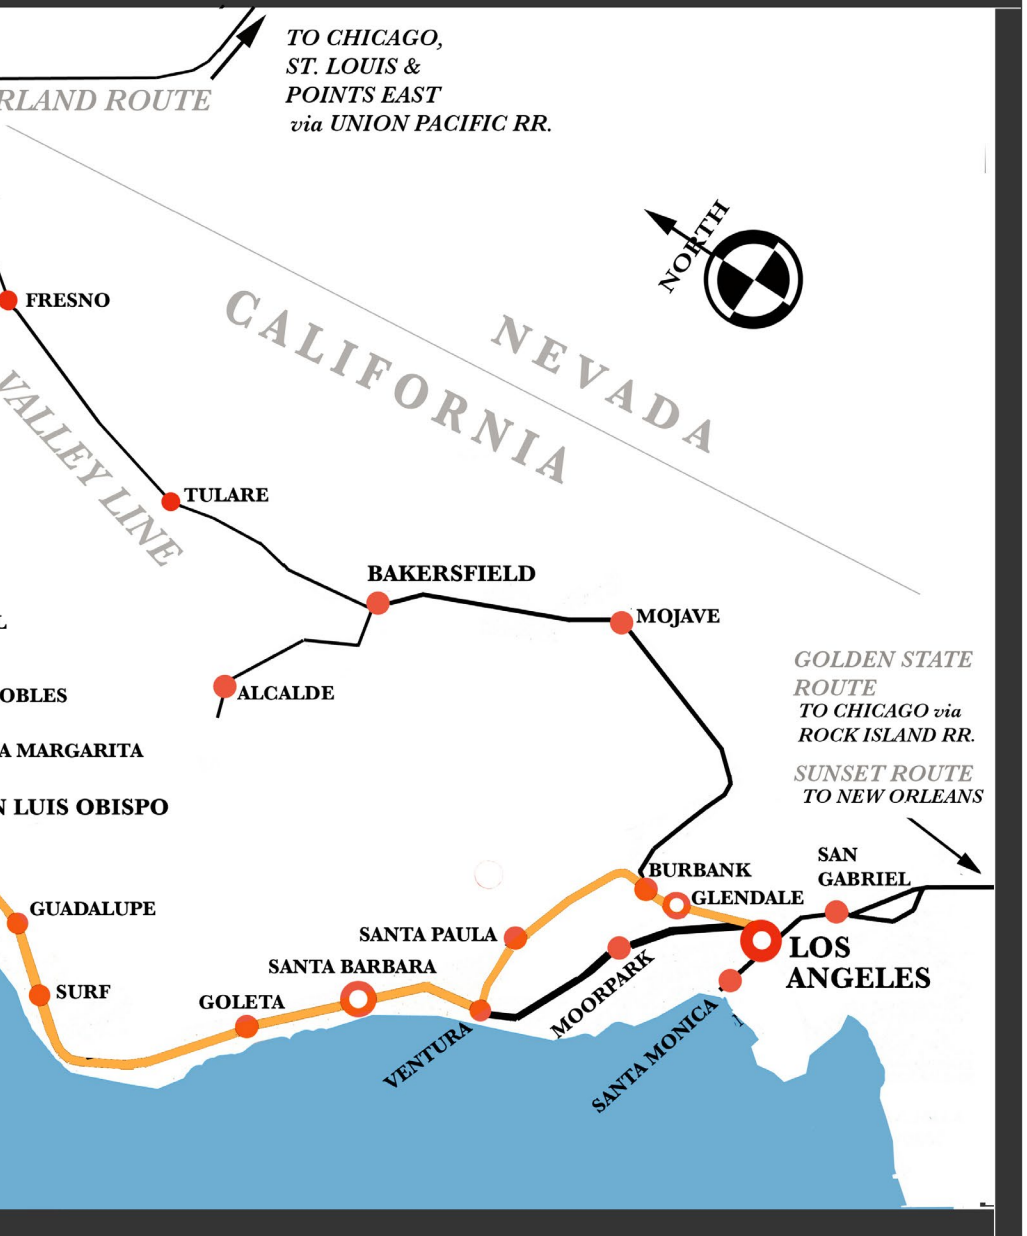 TO CHICAGO,
ST. LOUIS &
POINTS EAST
via UNION PACIFIC RR.
RLAND ROUTE
NORTH
FRESNO
CALIFORNIA
NEVADA
VALLEY LINE
TULARE
BAKERSFIELD
MOJAVE
L
GOLDEN STATE
ROUTE
TO CHICAGO via
ROCK ISLAND RR.
OBLES
ALCALDE
A MARGARITA
SUNSET ROUTE
TO NEW ORLEANS
N LUIS OBISPO
SAN
GABRIEL
BURBANK
GLENDALE
GUADALUPE
SANTA PAULA
LOS
ANGELES
SANTA BARBARA
MOORPARK
SURF
GOLETA
VENTURA
SANTA MONICA